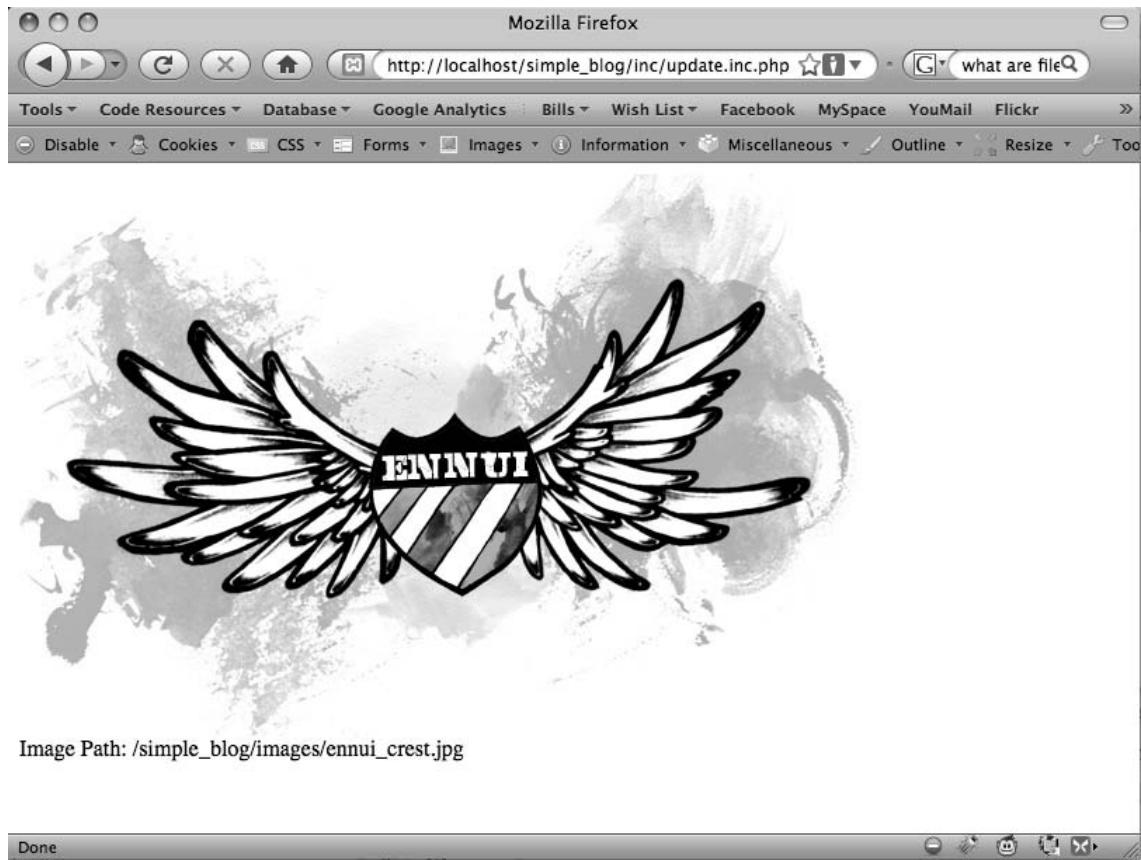 Mozilla Firefox
http://localhost/simple_blog/inc/update.inc.php
G what are file
Tools Code Resources Database Google Analytics Bills Wish List Facebook MySpace YouMail Flickr »
Disable Cookies CSS CSS Forms Images Information Miscellaneous Outline Resize Too
ENNUI
Image Path: /simple_blog/images/ennui_crest.jpg
Done